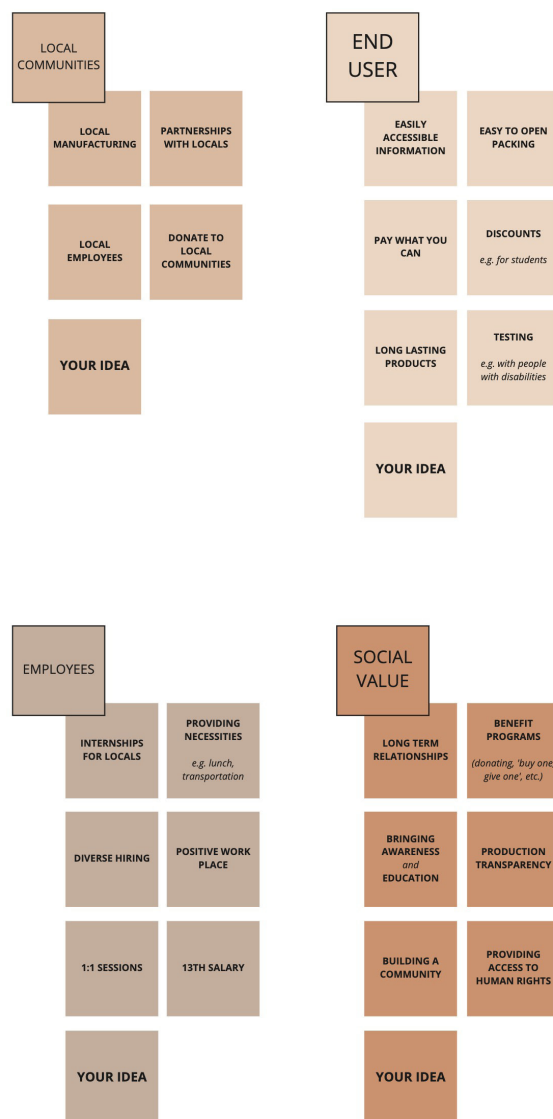 LOCAL
COMMUNITIES
LOCAL
MANUFACTURING
PARTNERSHIPS
WITH LOCALS
LOCAL
EMPLOYEES
DONATE TO
LOCAL
COMMUNITIES
YOUR IDEA
END
USER
EASILY
ACCESSIBLE
INFORMATION
EASY TO OPEN
PACKING
PAY WHAT YOU
CAN
DISCOUNTS
e.g. for students
LONG LASTING
PRODUCTS
TESTING
e.g. with people
with disabilities
YOUR IDEA
EMPLOYEES
INTERNSHIPS
FOR LOCALS
PROVIDING
NECESSITIES
e.g. lunch,
transportation
DIVERSE HIRING
POSITIVE WORK
PLACE
1:1 SESSIONS
13TH SALARY
YOUR IDEA
SOCIAL
VALUE
LONG TERM
RELATIONSHIPS
BENEFIT
PROGRAMS
(donating, 'buy one,
give one', etc.)
BRINGING
AWARENESS
and
EDUCATION
PRODUCTION
TRANSPARENCY
BUILDING A
COMMUNITY
PROVIDING
ACCESS TO
HUMAN RIGHTS
YOUR IDEA